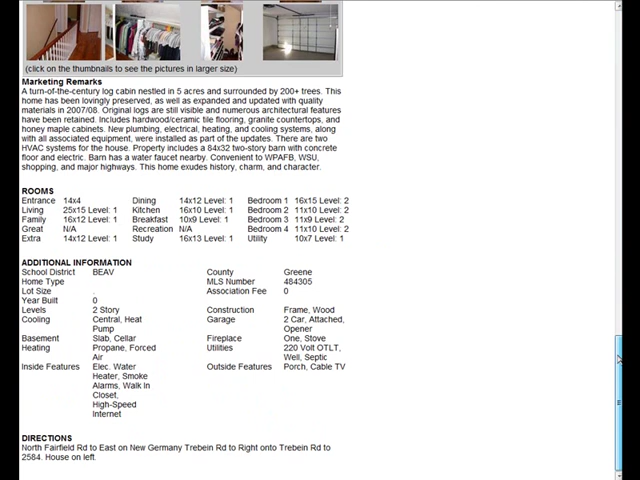 (click on the thumbnails to see the pictures in larger size)
Marketing Remarks
A turn-of-the-century log cabin nestled in 5 acres and surrounded by 200+ trees. This
home has been lovingly preserved, as well as expanded and updated with quality
materials in 2007/08. Original logs are still visible and numerous architectural features
have been retained. Includes hardwood/ceramic tile flooring, granite countertops, and
honey maple cabinets. New plumbing, electrical, heating, and cooling systems, along
with all associated equipment, were installed as part of the updates. There are two
HVAC systems for the house. Property includes a 84x32 two-story barn with concrete
floor and electric. Barn has a water faucet nearby. Convenient to WPAFB, WSU,
shopping, and major highways. This home exudes history, charm, and character.
ROOMS
Entrance 14x4 Dining 14x12 Level: 1 Bedroom 1 16x15 Level: 2
Living 25x15 Level: 1 Kitchen 16x10 Level: 1 Bedroom 2 11x10 Level: 2
Family 16x12 Level: 1 Breakfast 10x9 Level: 1 Bedroom 3 11x9 Level: 2
Great N/A Recreation N/A Bedroom 4 11x10 Level: 2
Extra 14x12 Level: 1 Study 16x13 Level: 1 Utility 10x7 Level: 1
ADDITIONAL INFORMATION
School District BEAV County Greene
Home Type MLS Number 484305
Lot Size . Association Fee 0
Year Built 0
Levels 2 Story Construction Frame, Wood
Cooling Central, Heat Garage 2 Car, Attached,
Pump Opener
Basement Slab, Cellar Fireplace One, Stove
Heating Propane, Forced Utilities 220 Volt OTLT,
Air Well, Septic
Inside Features Elec. Water Outside Features Porch, Cable TV
Heater, Smoke
Alarms, Walk In
Closet,
High-Speed
Internet
DIRECTIONS
North Fairfield Rd to East on New Germany Trebein Rd to Right onto Trebein Rd to
2584. House on left.